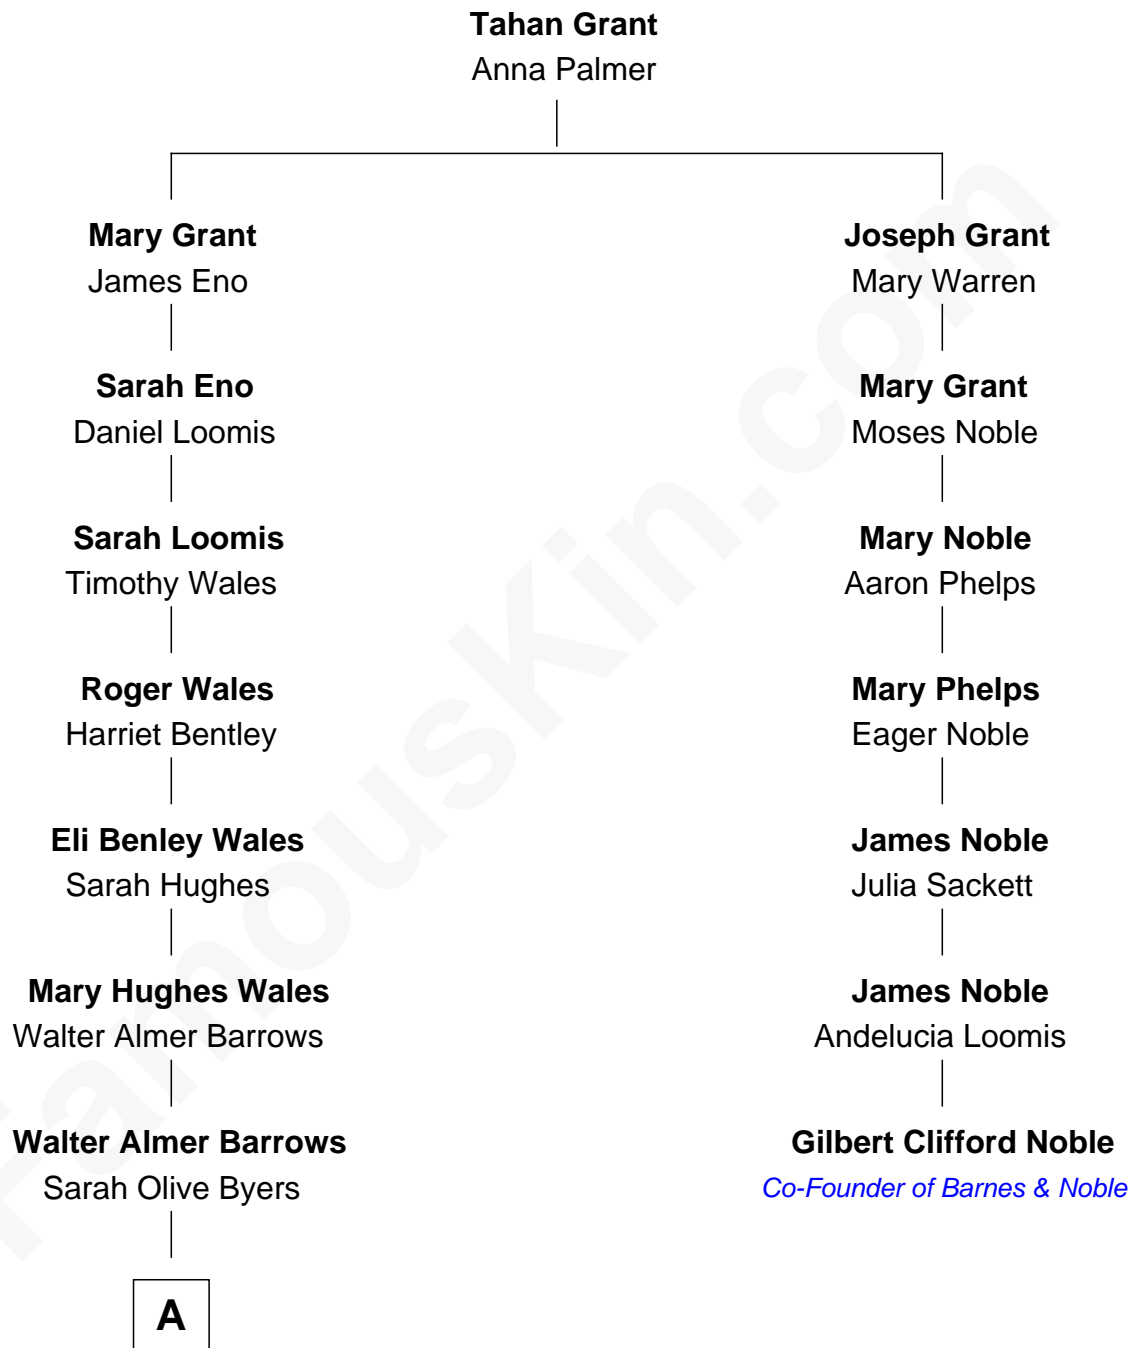 Tahan Grant
Anna Palmer
Mary Grant
James Eno
Sarah Eno
Daniel Loomis
Sarah Loomis
Timothy Wales
Roger Wales
Harriet Bentley
Eli Benley Wales
Sarah Hughes
Mary Hughes Wales
Walter Almer Barrows
Walter Almer Barrows
Sarah Olive Byers
A
Joseph Grant
Mary Warren
Mary Grant
Moses Noble
Mary Noble
Aaron Phelps
Mary Phelps
Eager Noble
James Noble
Julia Sackett
James Noble
Andelucia Loomis
Gilbert Clifford Noble
Co-Founder of Barnes & Noble
FamousKin.com